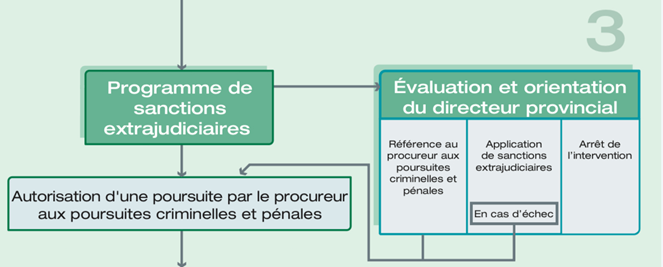 3
Programme de
sanctions
extrajudiciaires
Évaluation et orientation
du directeur provincial
Référence au
procureur aux
poursuites
criminelles et
pénales
Application
de sanctions
extrajudiciaires
En cas d'échec
Arrêt de
l'intervention
Autorisation d'une poursuite par le procureur
aux poursuites criminelles et pénales